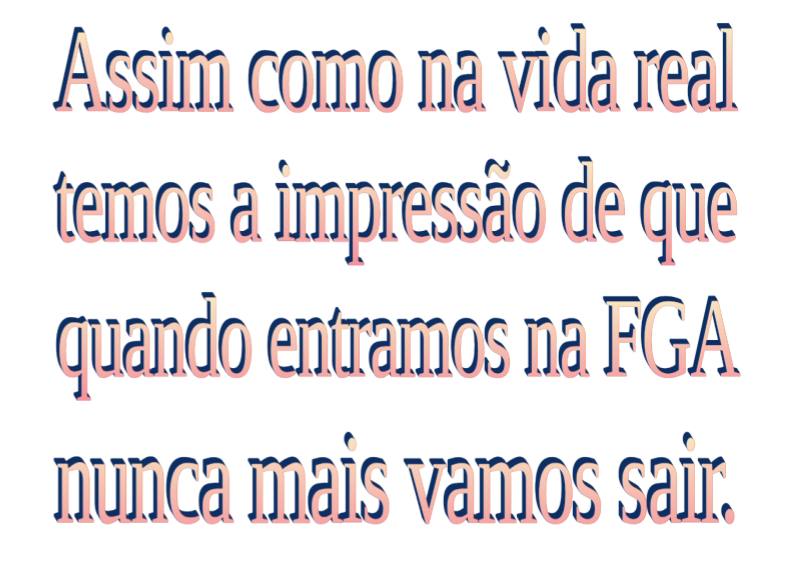 Assim como na vida real
temos a impressão de que
quando entramos na FGA
nunca mais vamos sair.